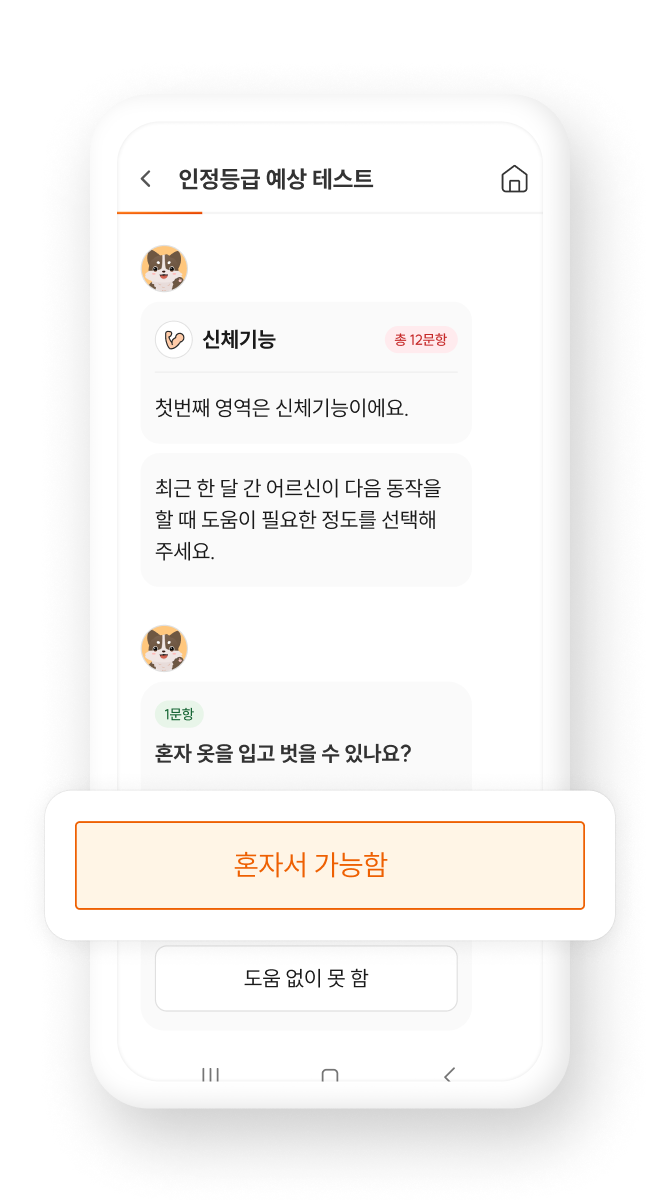 인정등급 예상 테스트
신체기능
총 12문항
첫번째 영역은 신체기능이에요.
최근 한 달 간 어르신이 다음 동작을
할 때 도움이 필요한 정도를 선택해
주세요.
1문항
혼자 옷을 입고 벗을 수 있나요?
혼자서 가능함
도움 없이 못 함